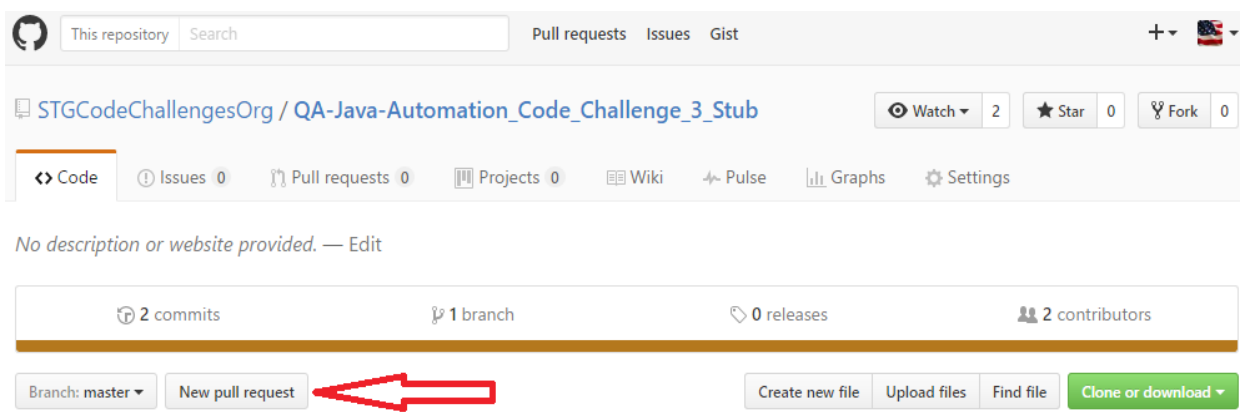 This repository Search Pull requests Issues Gist
STGCodeChallengesOrg / QA-Java-Automation_Code_Challenge_3_Stub Watch 2 Star 0 Fork 0
Code Issues 0 Pull requests 0 Projects 0 Wiki Pulse Graphs Settings
No description or website provided. — Edit
2 commits 1 branch 0 releases 2 contributors
Branch: master New pull request Create new file Upload files Find file Clone or download